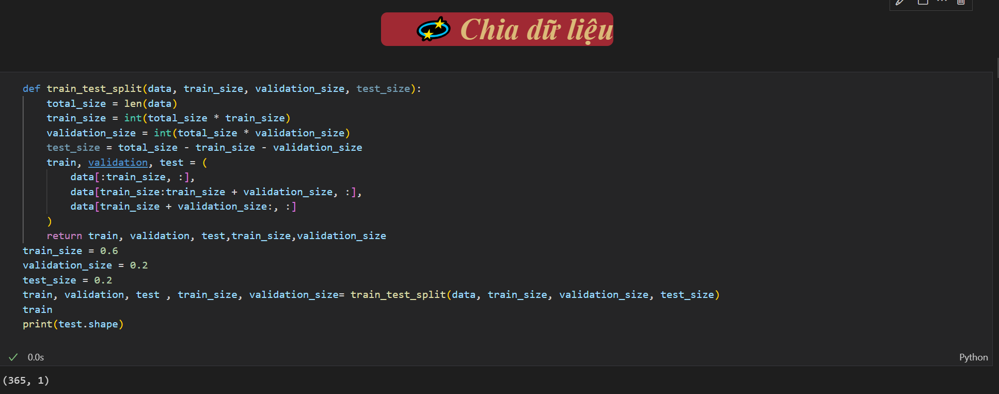 Chia dữ liệu
def train_test_split(data, train_size, validation_size, test_size):
    total_size = len(data)
    train_size = int(total_size * train_size)
    validation_size = int(total_size * validation_size)
    test_size = total_size - train_size - validation_size
    train, validation, test = (
        data[:train_size, :],
        data[train_size:train_size + validation_size, :],
        data[train_size + validation_size:, :]
    )
    return train, validation, test,train_size,validation_size
train_size = 0.6
validation_size = 0.2
test_size = 0.2
train, validation, test , train_size, validation_size= train_test_split(data, train_size, validation_size, test_size)
train
print(test.shape)
0.0s
Python
(365, 1)